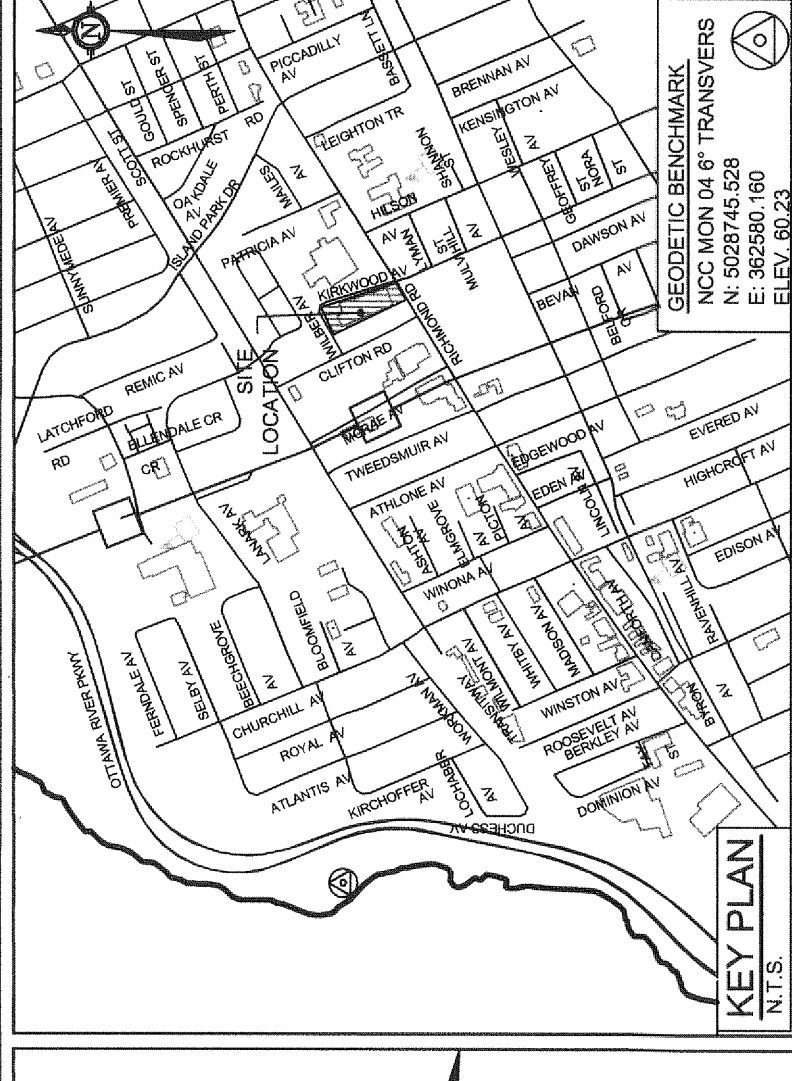 N
SUNNYMEDE AV
PREMIER AV
SCOTT ST
GOULD ST
SPENCER ST
PERTH ST
ROCKHURST RD
PICCADILLY
AV
BASSETT LN
OAKDALE
AV
ISLAND PARK DR
MAILES
AV
LEIGHTON TR
BRENNAN AV
KENSINGTON AV
PATRICIA AV
HILSON
AV
SHANNON
ST
WESLEY
AV
GEOFFREY
ST
NORA
ST
LYMAN
ST
MULVIHILL
AV
DAWSON AV
KIRKWOOD AV
WILBER AV
RICHMOND RD
BEVAN
AV
BELFORD
CR
LATCHFORD
RD
REMIC AV
ELLENDALE CR
CR
SITE
LOCATION
CLIFTON RD
MCRAE AV
TWEEDSMUIR AV
ATHLONE AV
EDGEWOOD AV
EDEN AV
EVERED AV
HIGHCROFT AV
LANARK AV
ASHTON
AV
ELMGROVE
AV
PICTON
AV
LINCOLN
WINONA AV
EDISON AV
RAVENHILL AV
OTTAWA RIVER PKWY
FERNDALE AV
SELBY AV
BEECHGROVE
AV
BLOOMFIELD
AV
CHURCHILL AV
ROYAL AV
ATLANTIS AV
KIRCHOFFER
AV
WORKMAN AV
LOCHABER
AV
TRANSITWAY
WILMONT AV
WHITBY AV
MADISON AV
DANFORTH AV
WINSTON AV
ROOSEVELT AV
BERKLEY AV
BYRON
AV
DOMINION AV
ST
DUCHESS AV
GEODETIC BENCHMARK
NCC MON 04 6° TRANSVERS
N: 5028745.528
E: 362580.160
ELEV. 60.23
KEY PLAN
N.T.S.